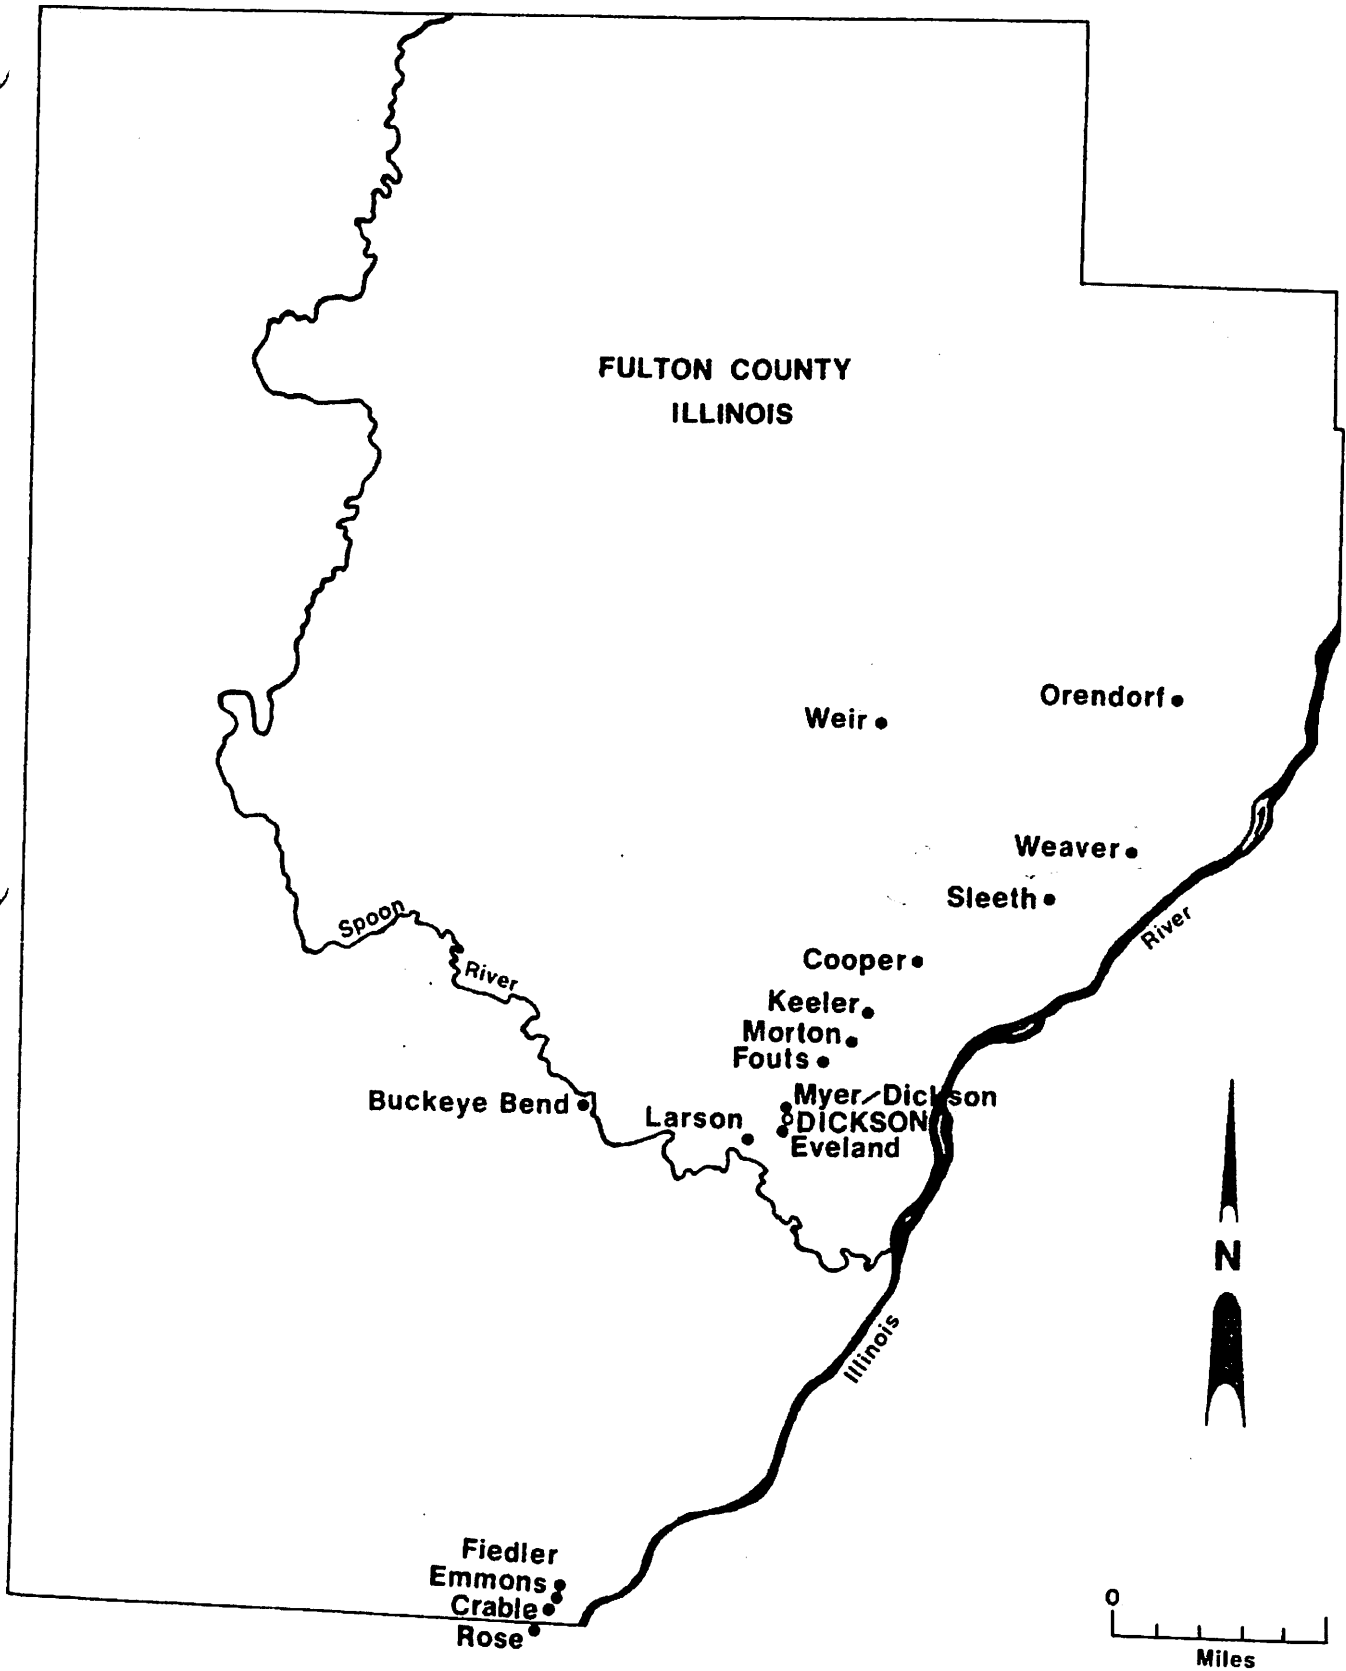 FULTON COUNTY
ILLINOIS
Orendorf
Weir
Weaver
Sleeth
Spoon
River
River
Cooper
Keeler
Morton
Fouts
Myer/Dickson
Buckeye Bend
Larson
DICKSON
Eveland
N
Illinois
Fiedler
Emmons
Crable
Rose
0
Miles